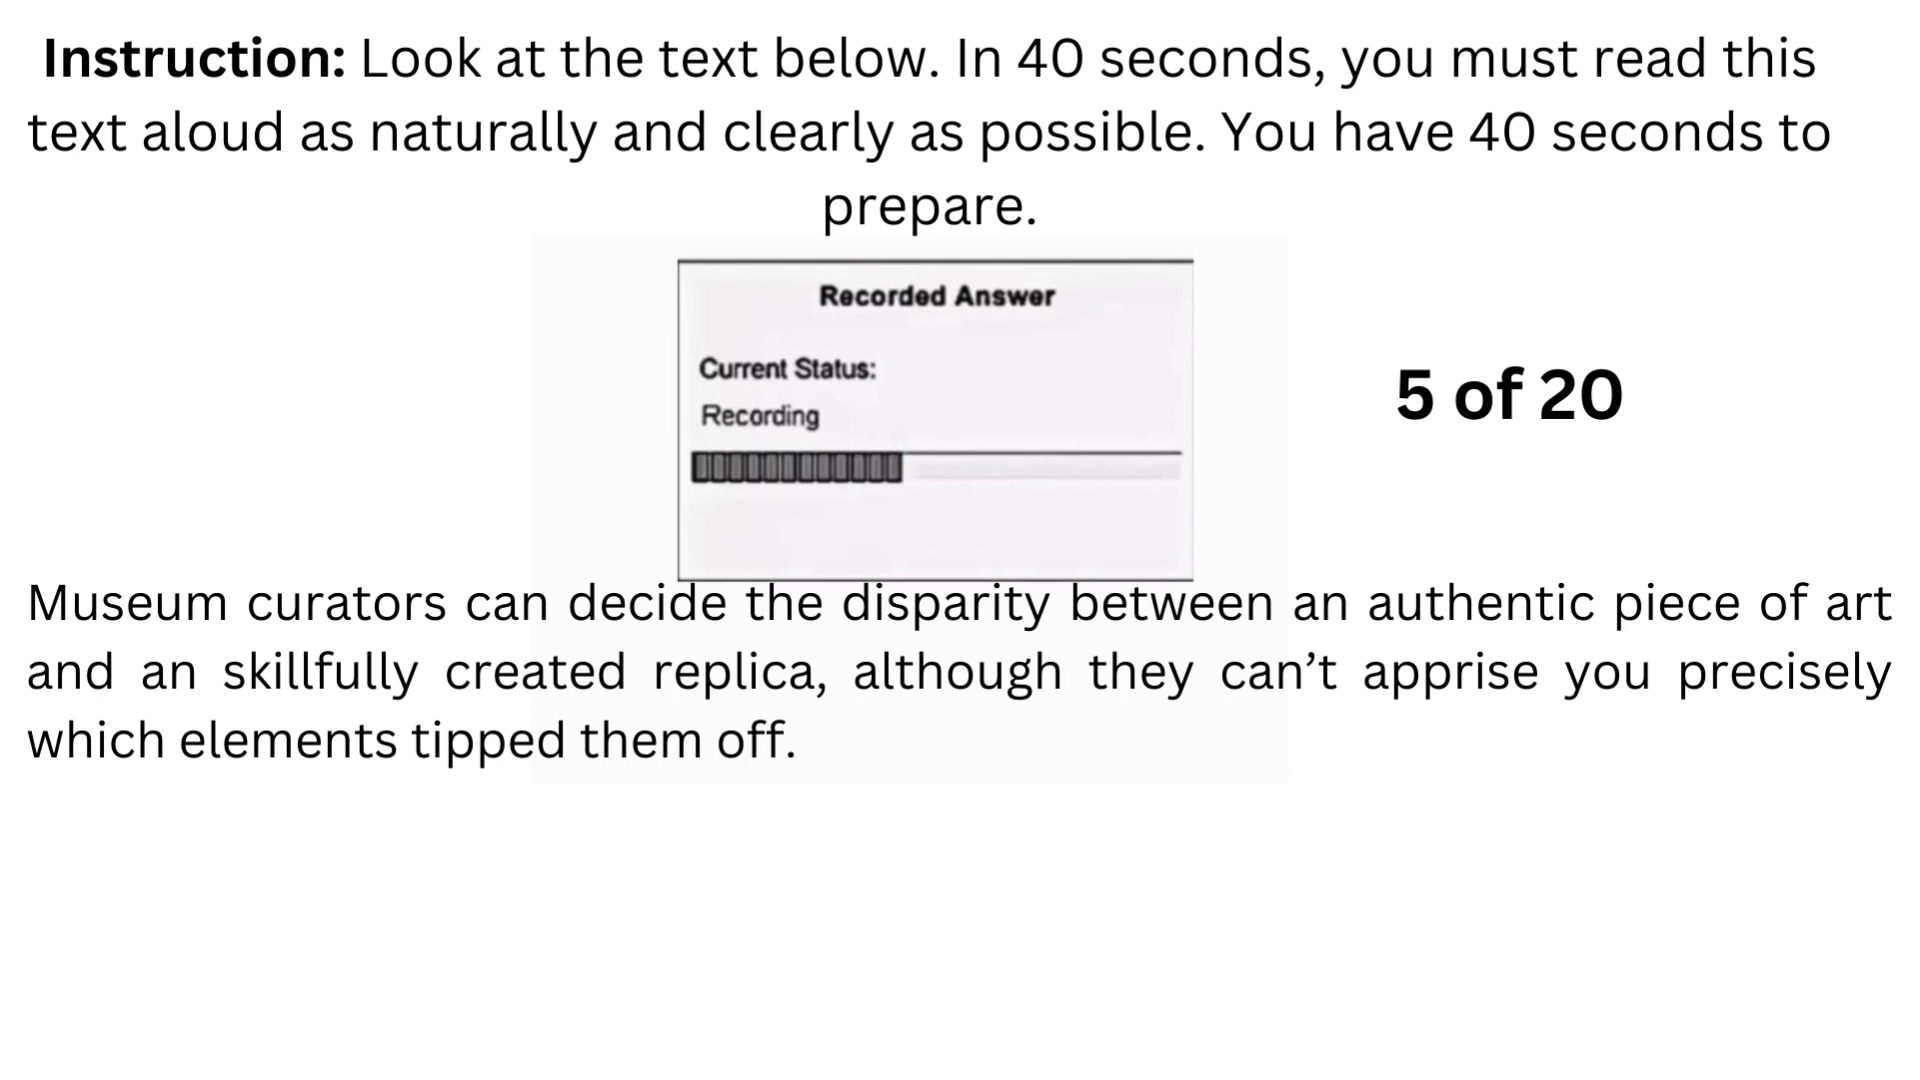 Instruction: Look at the text below. In 40 seconds, you must read this
text aloud as naturally and clearly as possible. You have 40 seconds to
prepare.
Recorded Answer
Current Status:
Recording
5 of 20
Museum curators can decide the disparity between an authentic piece of art
and an skillfully created replica, although they can't apprise you precisely
which elements tipped them off.